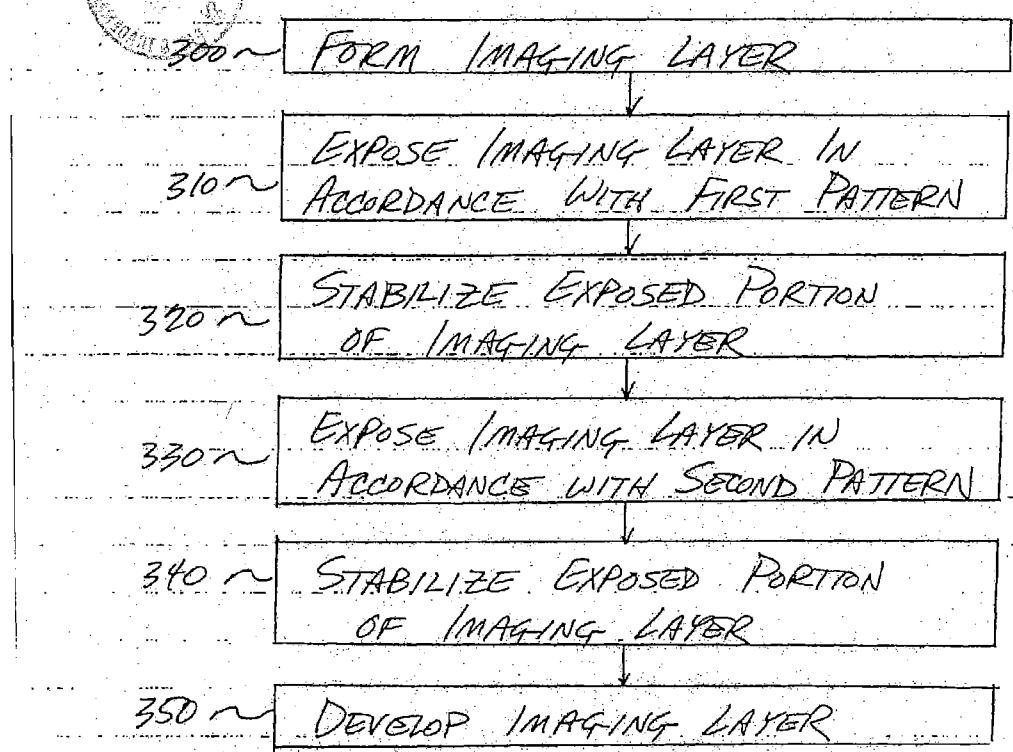 300 ~ FORM IMAGING LAYER
EXPOSE IMAGING LAYER IN
310 ~ ACCORDANCE WITH FIRST PATTERN
STABILIZE EXPOSED PORTION
320 ~ OF IMAGING LAYER
EXPOSE IMAGING LAYER IN
330 ~ ACCORDANCE WITH SECOND PATTERN
340 ~ STABILIZE EXPOSED PORTION
OF IMAGING LAYER
350 ~ DEVELOP IMAGING LAYER